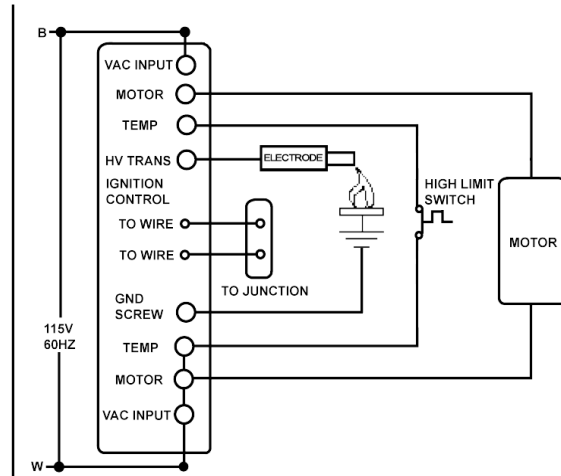 B
VAC INPUT
MOTOR
TEMP
HV TRANS
ELECTRODE
IGNITION
CONTROL
HIGH LIMIT
SWITCH
TO WIRE
MOTOR
TO WIRE
TO JUNCTION
GND
SCREW
115V
60HZ
TEMP
MOTOR
VAC INPUT
W